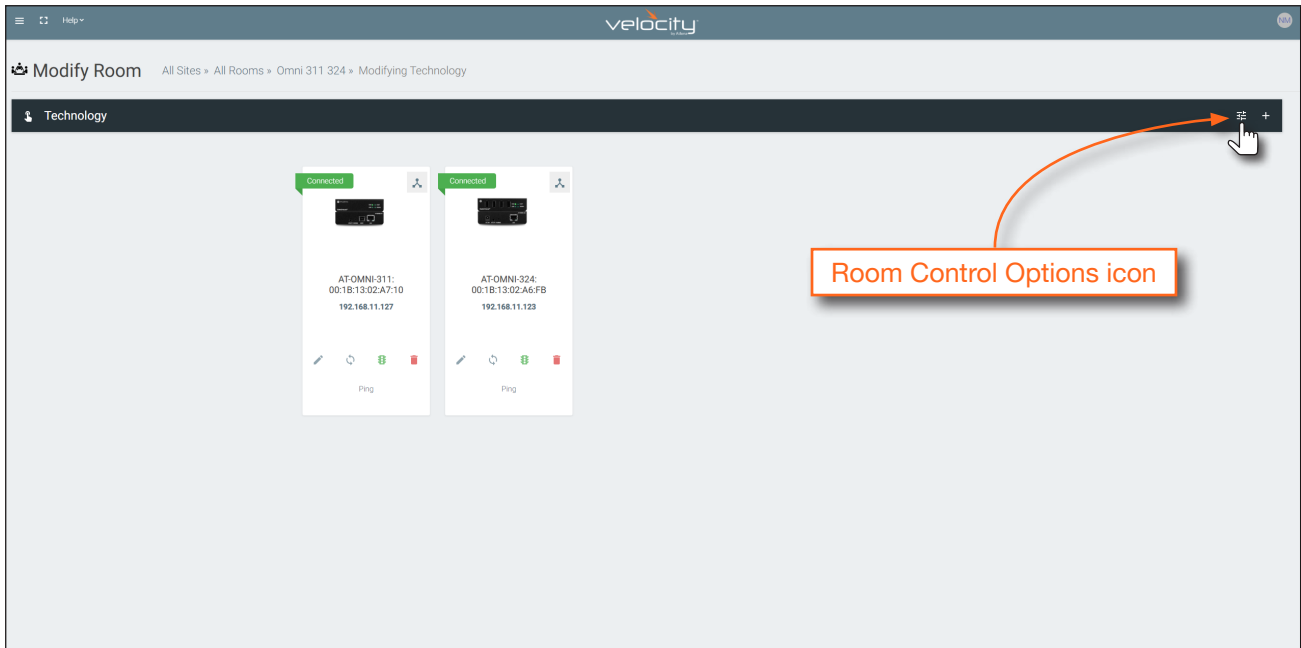 Help
velocity
by Atlona
NM
Modify Room
All Sites » All Rooms » Omni 311 324 » Modifying Technology
Technology
Connected
AT-OMNI-311:
00:1B:13:02:A7:10
192.168.11.127
Ping
Connected
AT-OMNI-324:
00:1B:13:02:A6:FB
192.168.11.123
Ping
Room Control Options icon